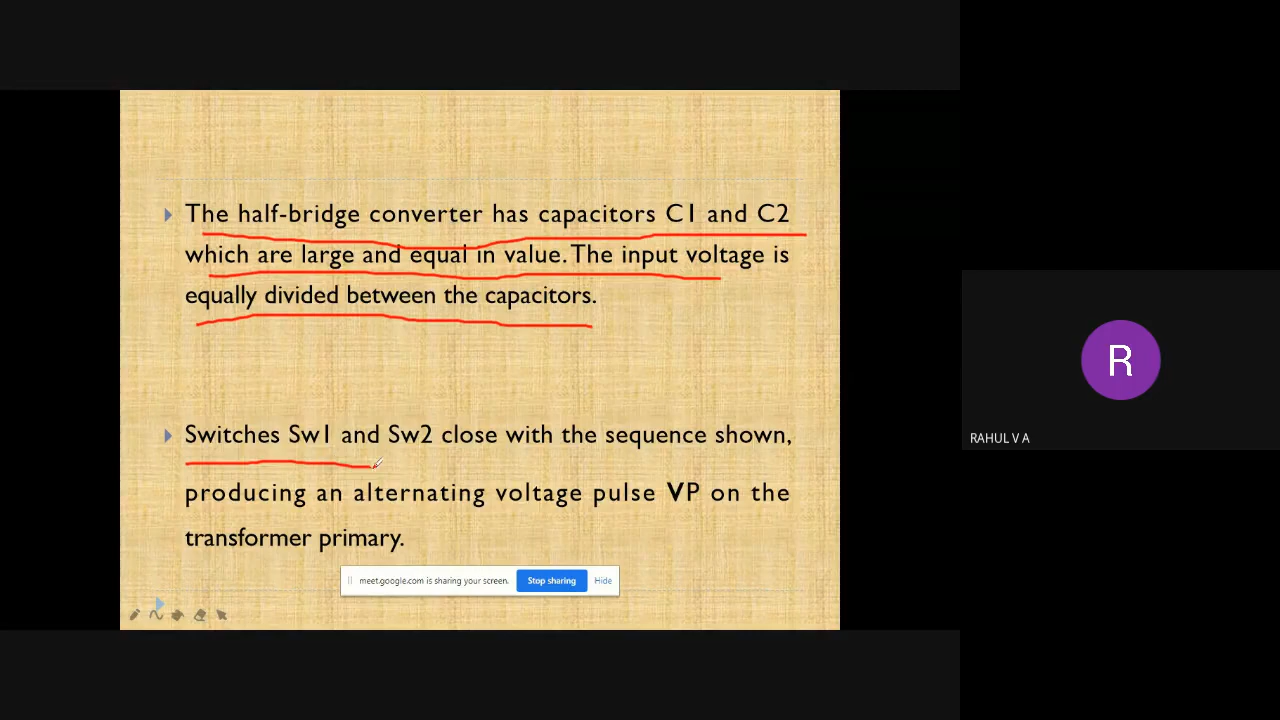 The half-bridge converter has capacitors C1 and C2
which are large and equal in value. The input voltage is
equally divided between the capacitors.
Switches Sw1 and Sw2 close with the sequence shown,
producing an alternating voltage pulse VP on the
transformer primary.
meet.google.com is sharing your screen. Stop sharing Hide
R
RAHUL V A